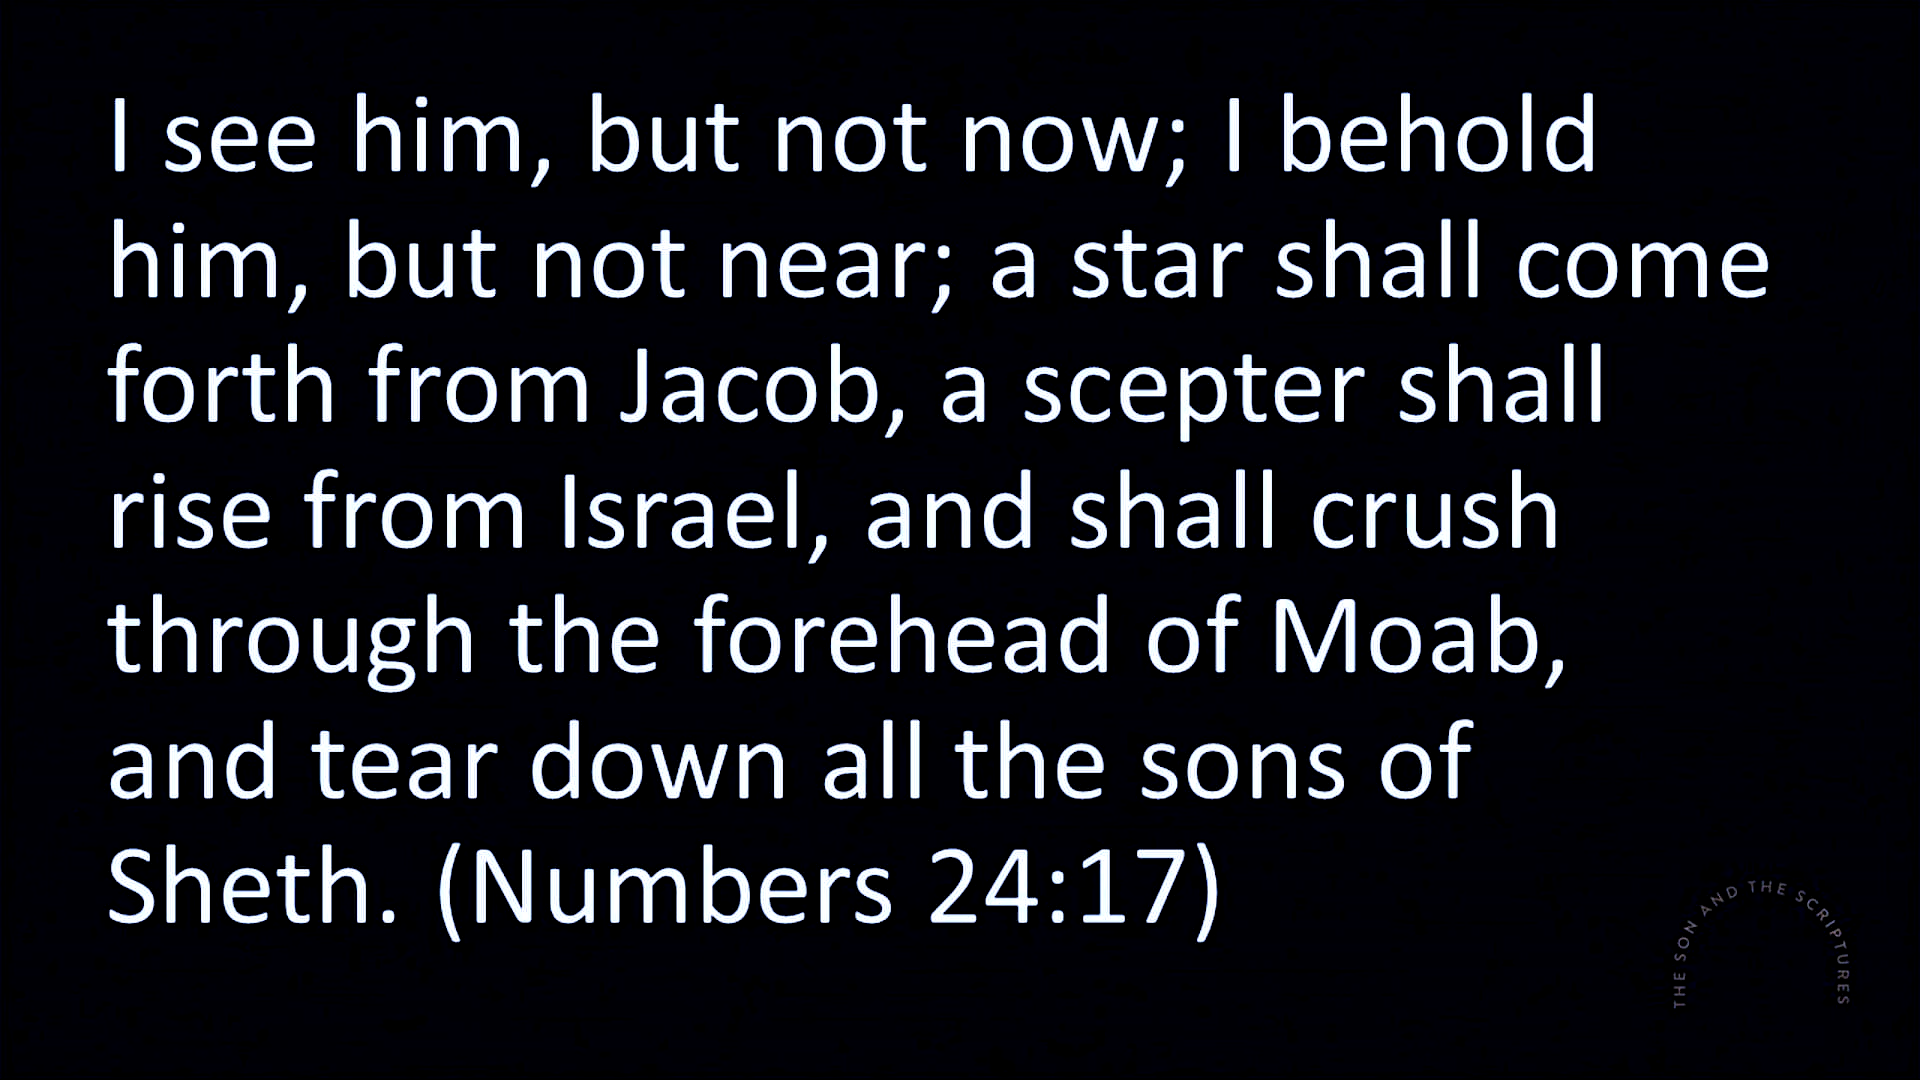 I see him, but not now; I behold
him, but not near; a star shall come
forth from Jacob, a scepter shall
rise from Israel, and shall crush
through the forehead of Moab,
and tear down all the sons of
Sheth. (Numbers 24:17)
THE SON AND THE SCRIPTURES